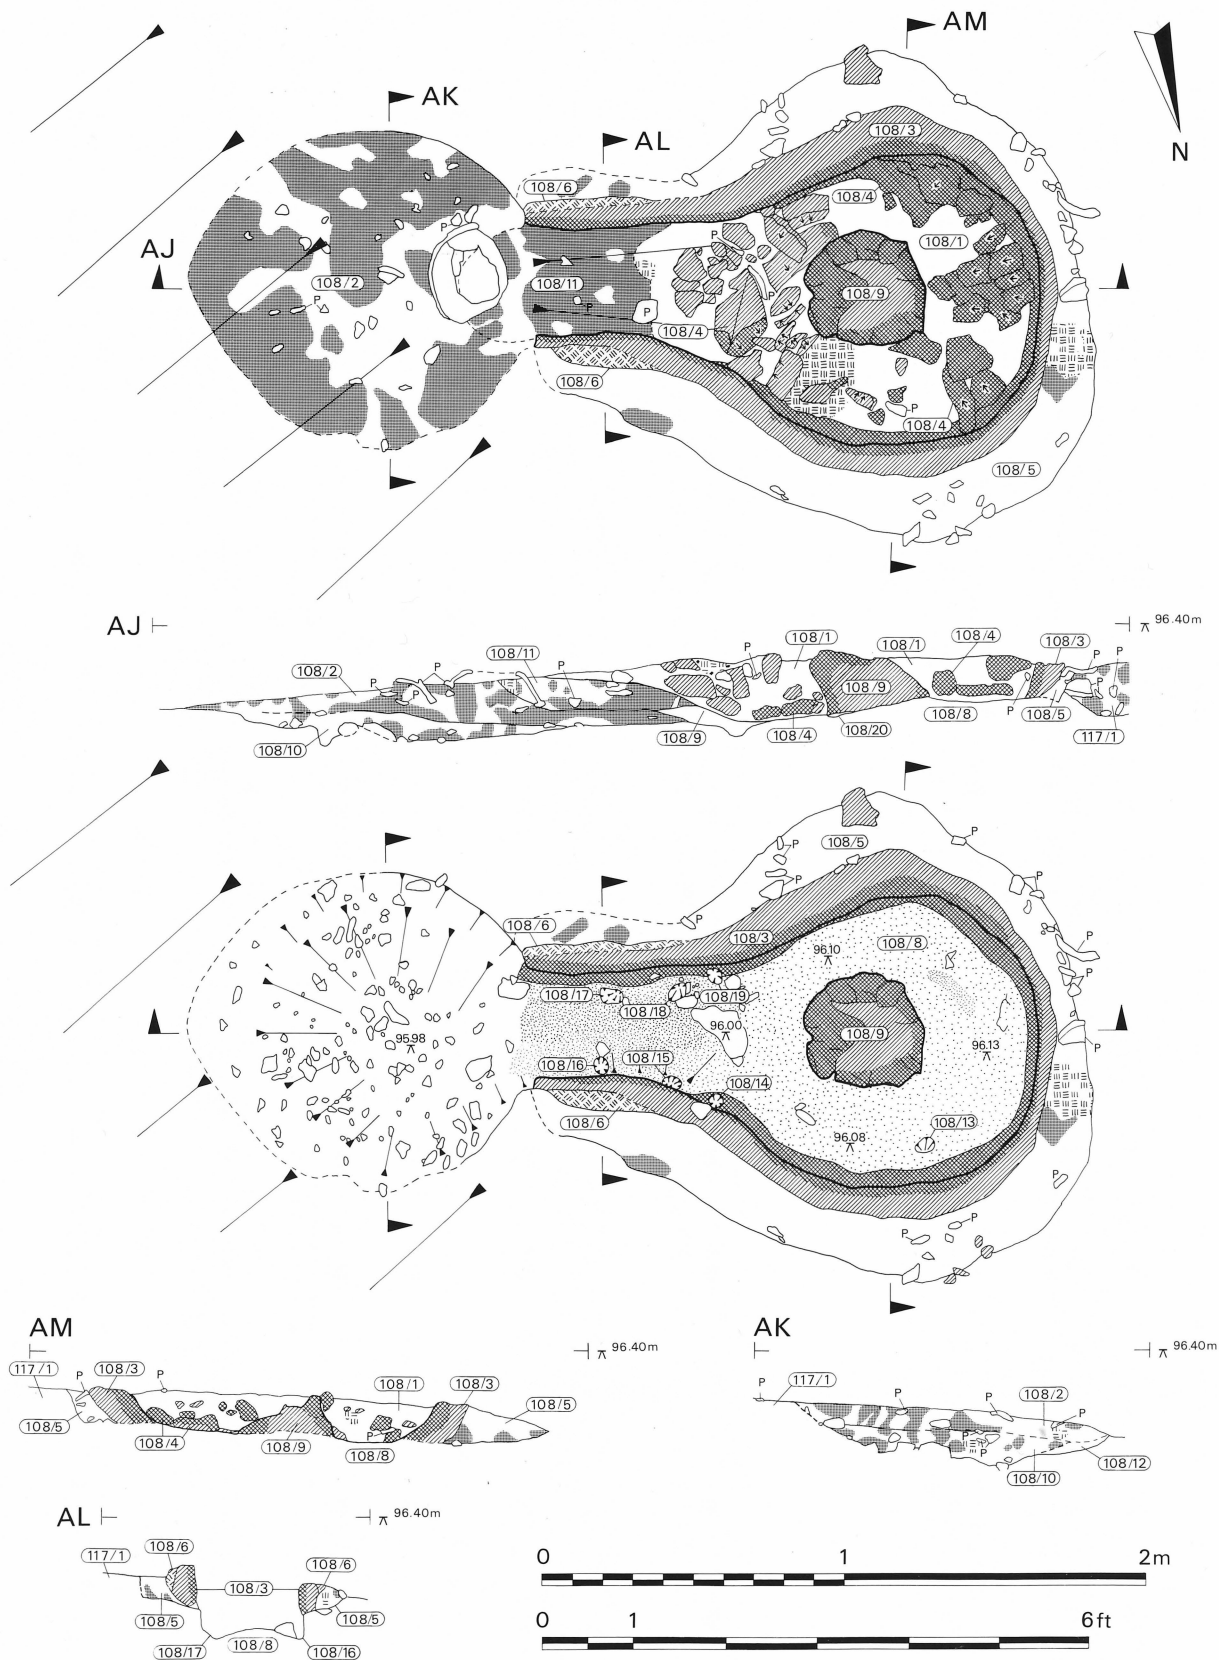 AM
AK
AL
N
AJ
108/3
108/6
108/4
108/1
108/2
P
P
P
108/11
108/9
P
P
P
P
108/4
108/6
P
108/4
108/5
AJ
96.40m
108/2
P
108/11
P
P
P
108/1
108/1
108/4
108/3
P
P
P
P
108/10
108/9
108/4
108/9
108/20
108/8
P
108/5
117/1
P
108/5
P
P
P
P
P
108/6
108/3
96.10
108/8
P
P
108/17
108/18
108/19
95.98
96.00
108/9
96.13
P
108/16
108/15
108/14
108/6
96.08
108/13
P
P
P
AM
96.40m
117/1
P
108/3
P
108/1
108/3
108/5
108/5
108/4
108/9
P
108/8
AK
96.40m
P
117/1
P
P
108/2
P
P
P
108/10
108/12
AL
96.40m
117/1
108/6
108/3
108/6
108/5
108/5
108/17
108/8
108/16
0 1 2m
0 1 6ft